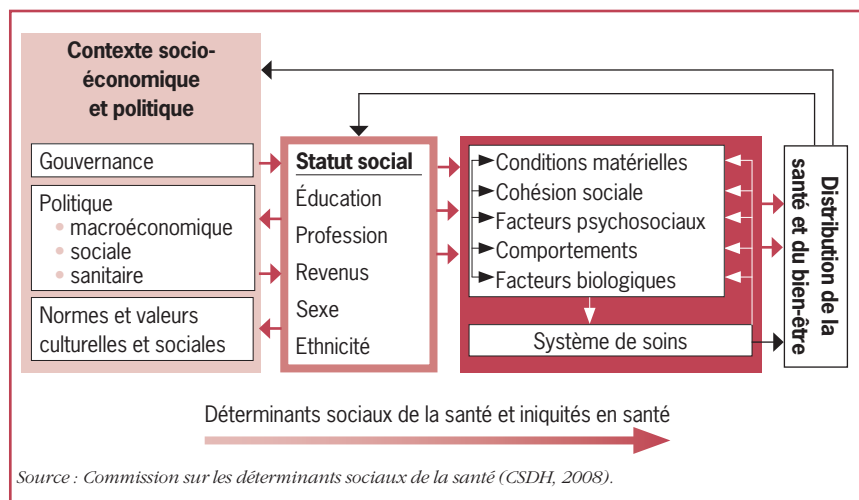 Contexte socio-
économique
et politique
Gouvernance
Politique
• macroéconomique
• sociale
• sanitaire
Normes et valeurs
culturelles et sociales
Statut social
Éducation
Profession
Revenus
Sexe
Ethnicité
Conditions matérielles
Cohésion sociale
Facteurs psychosociaux
Comportements
Facteurs biologiques
Système de soins
Distribution de la
santé et du bien-être
Déterminants sociaux de la santé et iniquités en santé
Source : Commission sur les déterminants sociaux de la santé (CSDH, 2008).